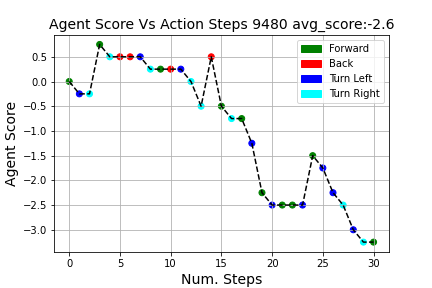 Agent Score Vs Action Steps 9480 avg_score:-2.6
Forward
Back
Turn Left
Turn Right
Agent Score
0.5
0.0
−0.5
−1.0
−1.5
−2.0
−2.5
−3.0
0 5 10 15 20 25 30
Num. Steps